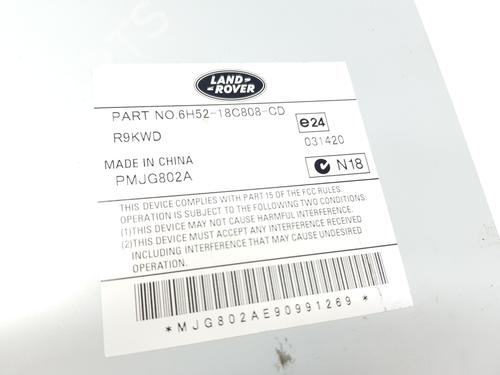 LAND-
ROVER
PART NO.6H52-18C808-CD
R9KWD
e24
031420
MADE IN CHINA
N18
PMJG802A
THIS DEVICE COMPLIES WITH PART 15 OF THE FCC RULES.
OPERATION IS SUBJECT TO THE FOLLOWING TWO CONDITIONS:
(1)THIS DEVICE MAY NOT CAUSE HARMFUL INTERFERENCE.
(2)THIS DEVICE MUST ACCEPT ANY INTERFERENCE RECEIVED,
INCLUDING INTERFERENCE THAT MAY CAUSE UNDESIRED
OPERATION.
*MJG802AE90991269*